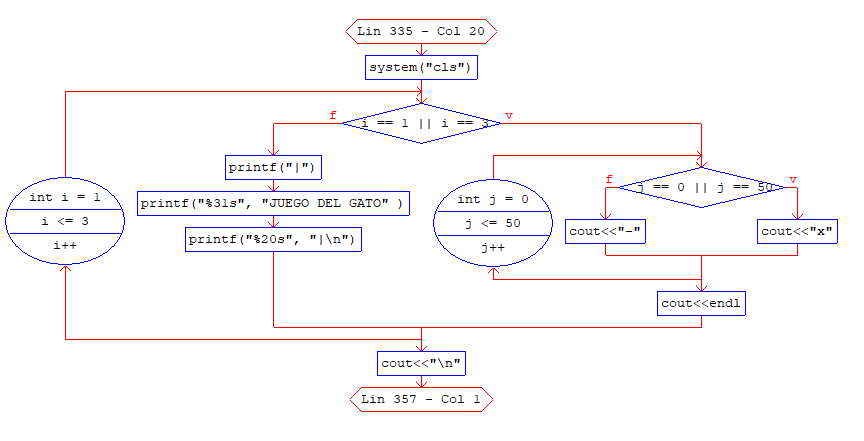 Lin 335 - Col 20
system("cls")
f
i == 1 || i == 3
v
printf("|")
printf("%31s", "JUEGO DEL GATO" )
printf("%20s", "|\n")
int i = 1
i <= 3
i++
int j = 0
j <= 50
j++
f
j == 0 || j == 50
v
cout<<"-"
cout<<"x"
cout<<endl
cout<<"\n"
Lin 357 - Col 1